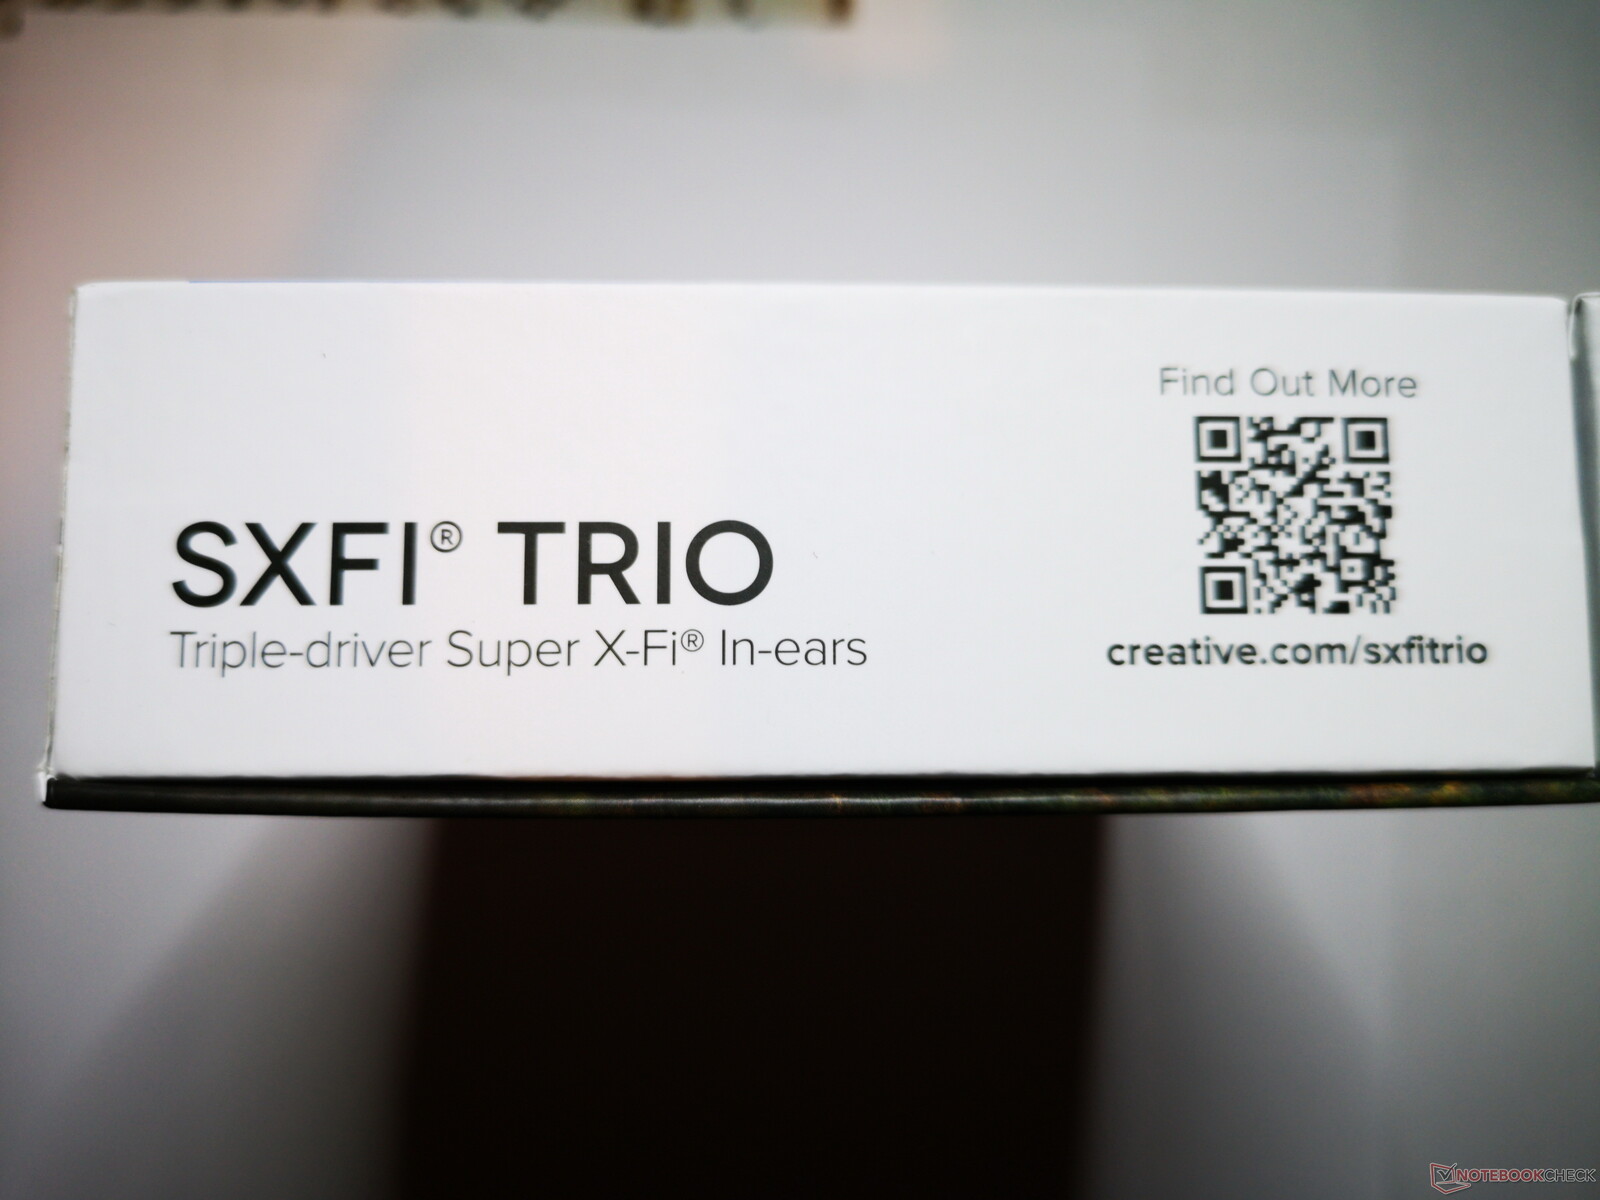 Find Out More
SXFI® TRIO
Triple-driver Super X-Fi® In-ears
creative.com/sxfitrio
NOTEBOOKCHECK